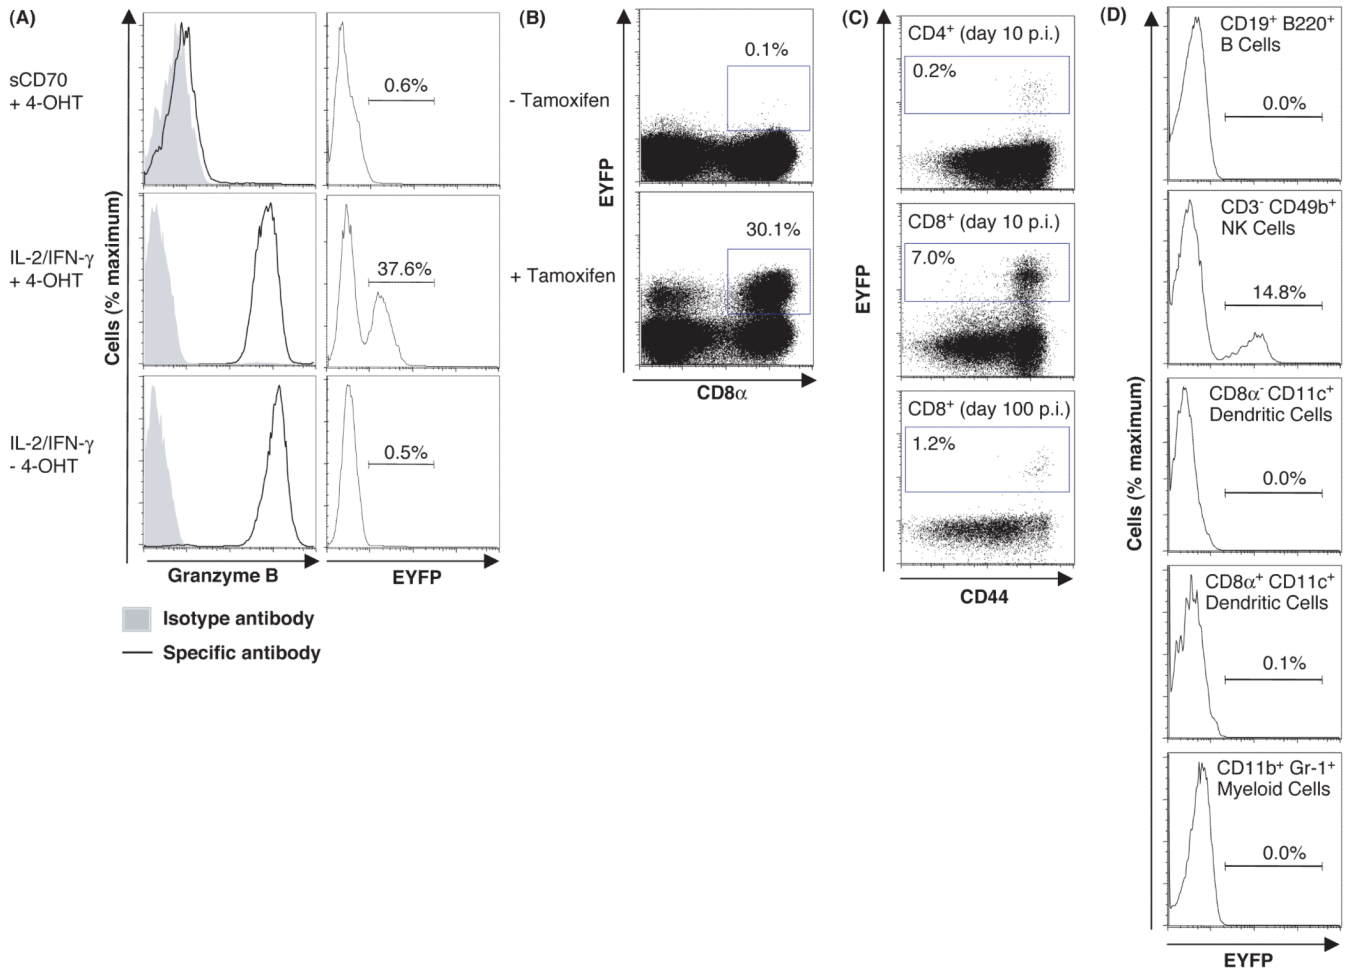 (A)
sCD70
+ 4-OHT
0.6%
IL-2/IFN-γ
+ 4-OHT
37.6%
IL-2/IFN-γ
- 4-OHT
0.5%
Cells (% maximum)
Granzyme B
EYFP
Isotype antibody
Specific antibody
(B)
- Tamoxifen
0.1%
+ Tamoxifen
30.1%
EYFP
CD8α
(C)
CD4⁺ (day 10 p.i.)
0.2%
CD8⁺ (day 10 p.i.)
7.0%
CD8⁺ (day 100 p.i.)
1.2%
EYFP
CD44
(D)
CD19⁺ B220⁺
B Cells
0.0%
CD3⁻ CD49b⁺
NK Cells
14.8%
CD8α⁻ CD11c⁺
Dendritic Cells
0.0%
CD8α⁺ CD11c⁺
Dendritic Cells
0.1%
CD11b⁺ Gr-1⁺
Myeloid Cells
0.0%
Cells (% maximum)
EYFP